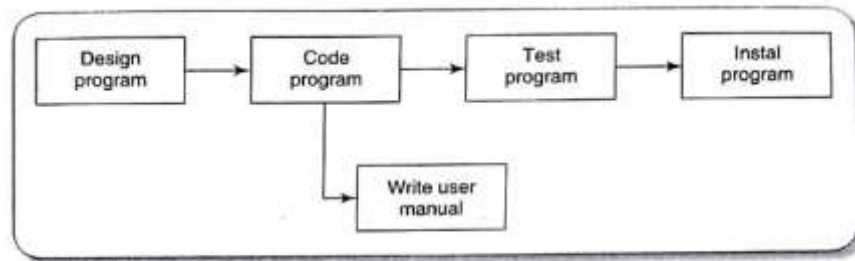 Design
program
Code
program
Test
program
Instal
program
Write user
manual